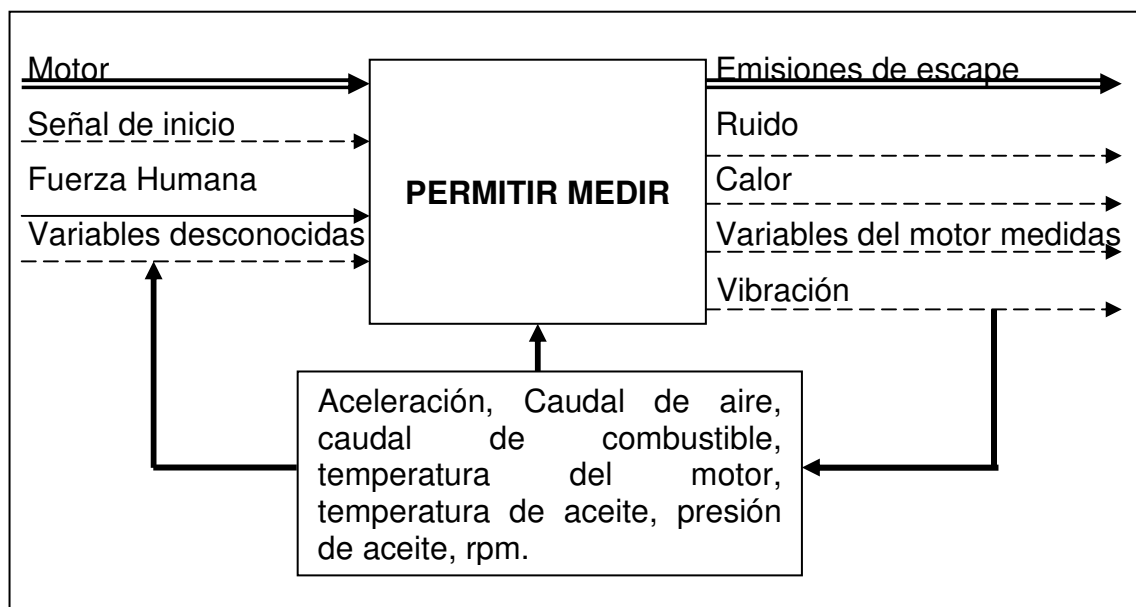 Motor
Señal de inicio
Fuerza Humana
Variables desconocidas
PERMITIR MEDIR
Emisiones de escape
Ruido
Calor
Variables del motor medidas
Vibración
Aceleración, Caudal de aire,
caudal de combustible,
temperatura del motor,
temperatura de aceite, presión
de aceite, rpm.